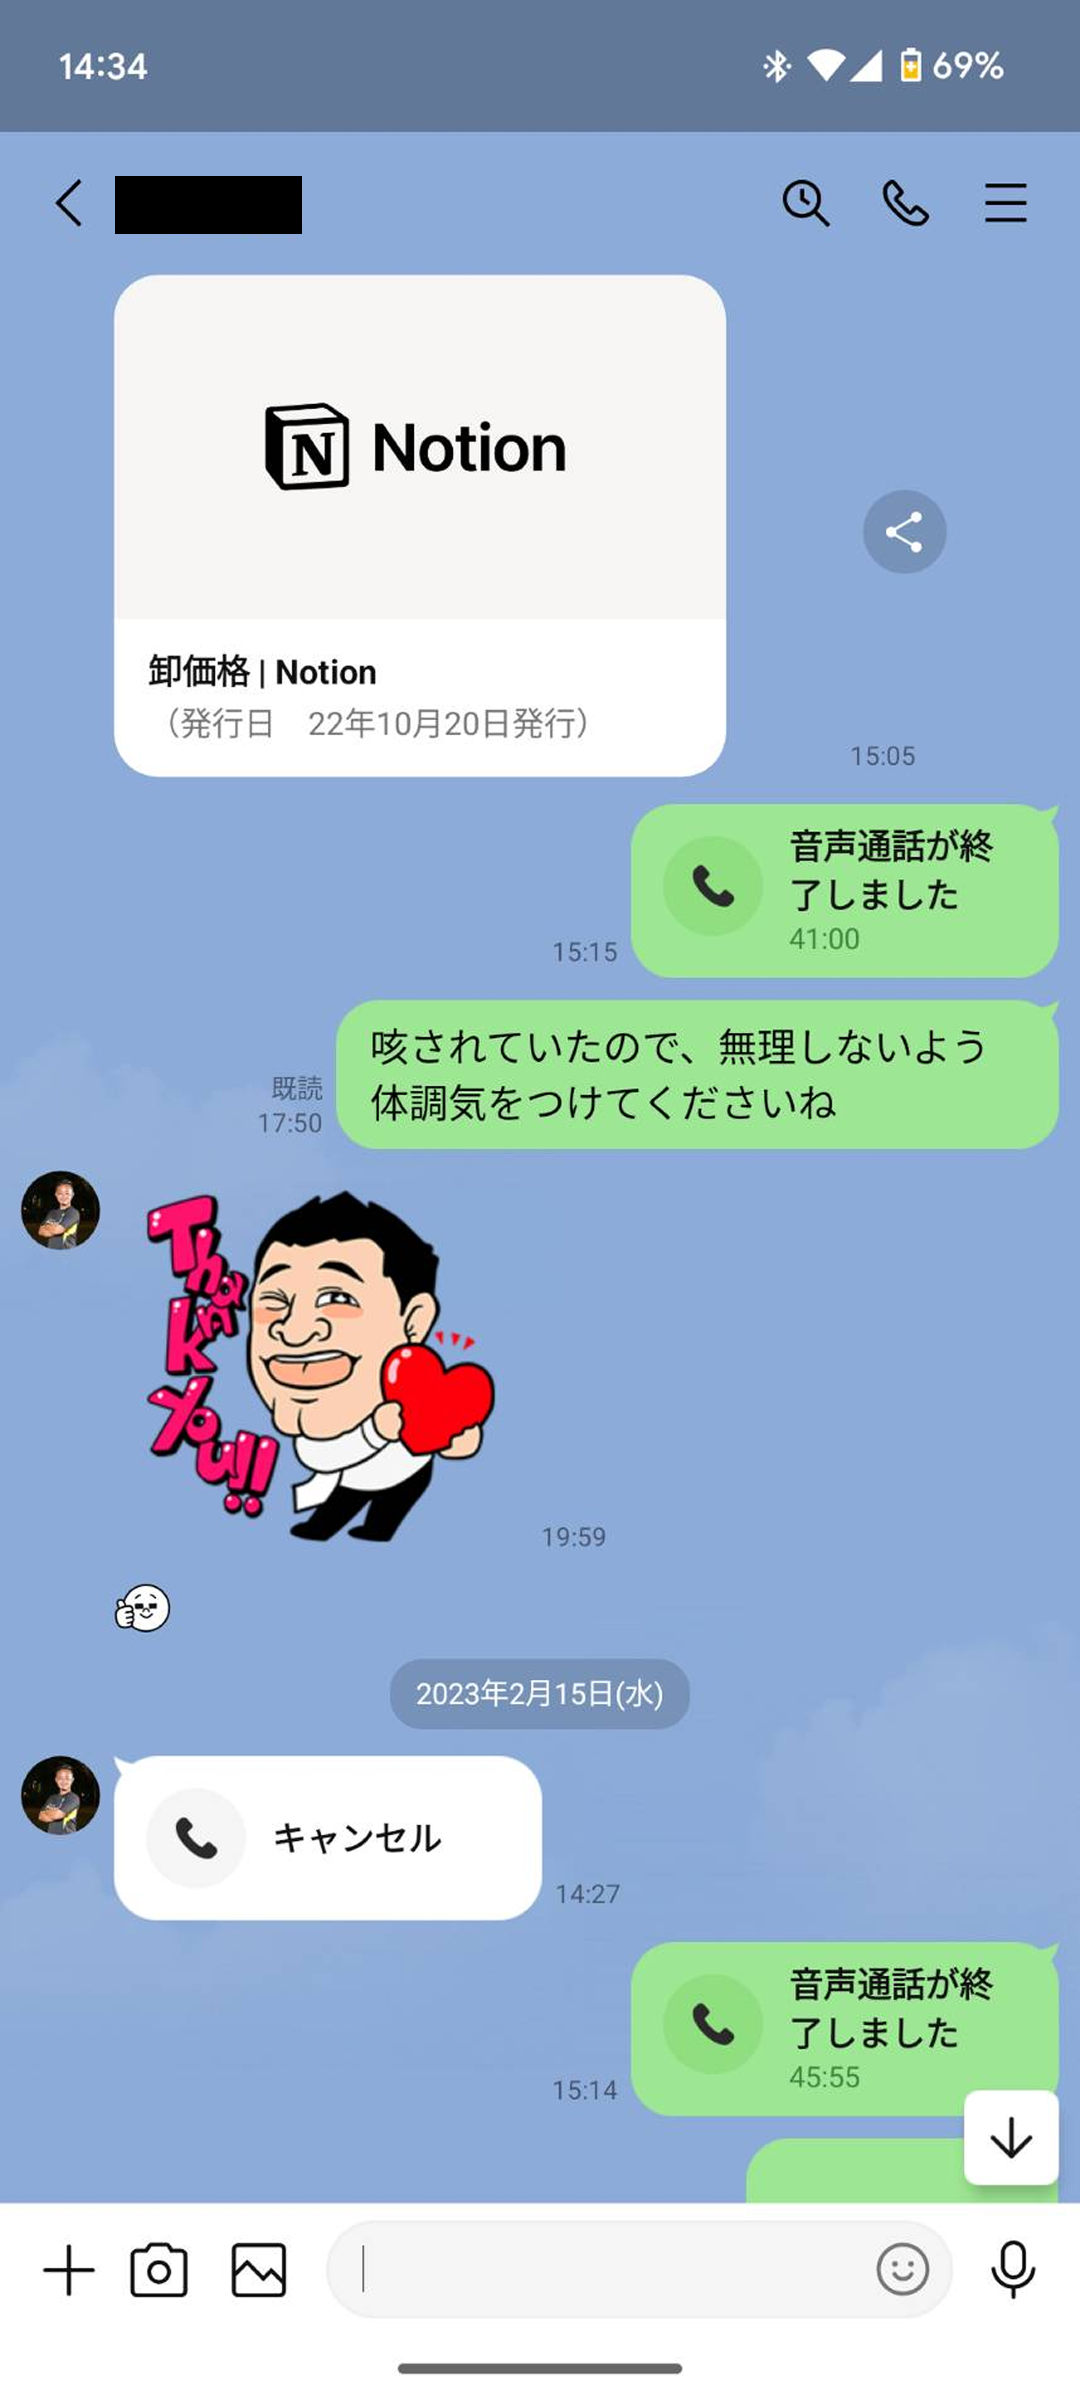 14:34
69%
N Notion
卸価格 | Notion
（発行日　22年10月20日発行）
15:05
音声通話が終
了しました
41:00
15:15
咳されていたので、無理しないよう
体調気をつけてくださいね
既読
17:50
Thank
You!!
19:59
2023年2月15日(水)
キャンセル
14:27
音声通話が終
了しました
45:55
15:14